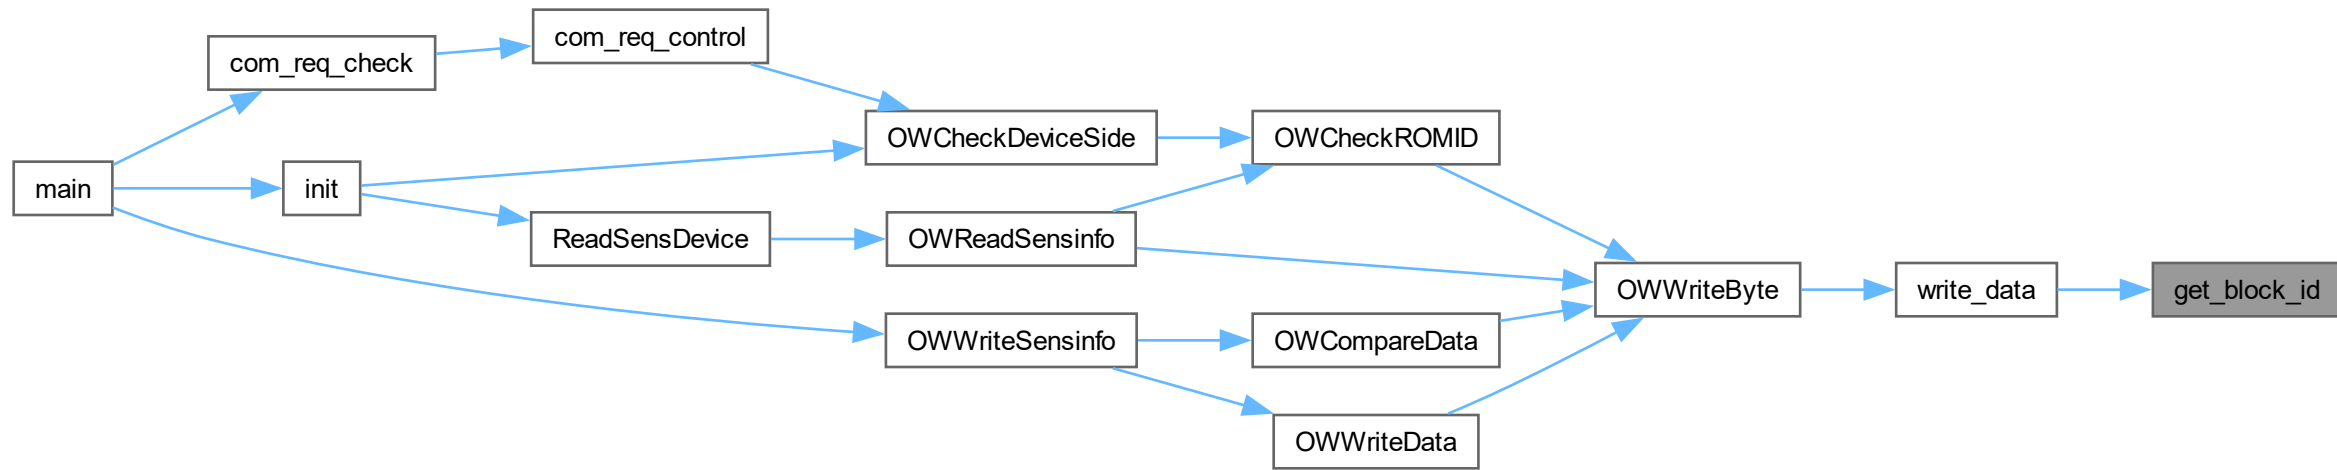 com_req_control
com_req_check
OWCheckDeviceSide
OWCheckROMID
main
init
ReadSensDevice
OWReadSensinfo
OWWriteByte
write_data
get_block_id
OWWriteSensinfo
OWCompareData
OWWriteData